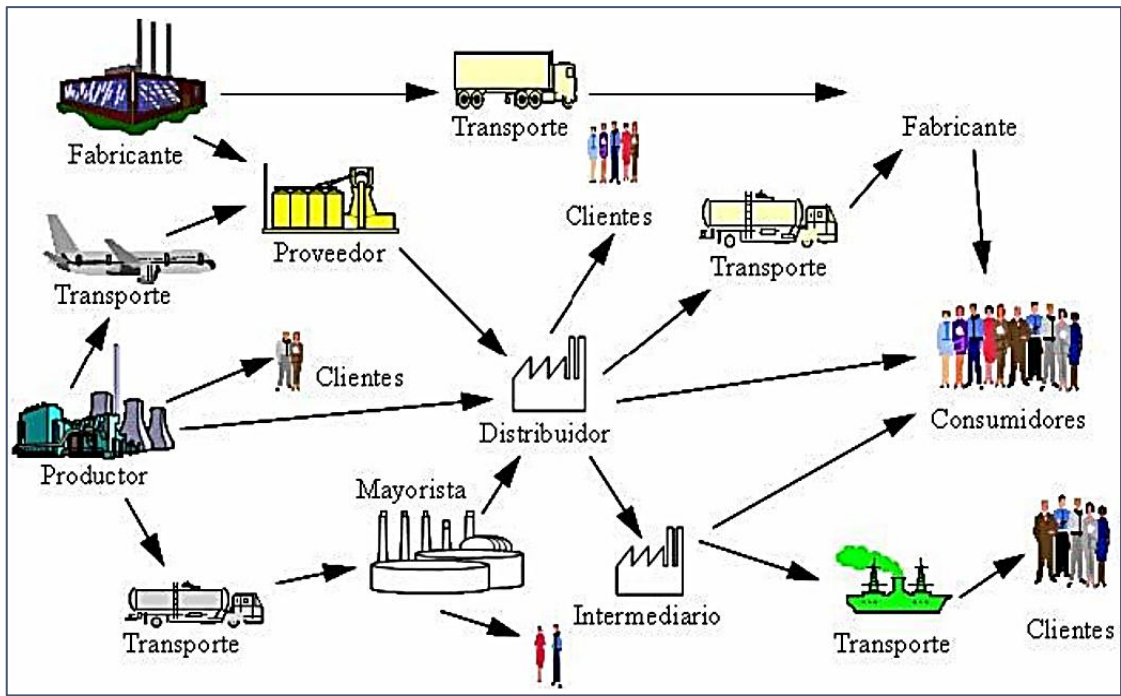 Transporte
Fabricante
Fabricante
Clientes
Proveedor
Transporte
Transporte
Clientes
Consumidores
Distribuidor
Productor
Mayorista
Intermediario
Transporte
Transporte
Clientes